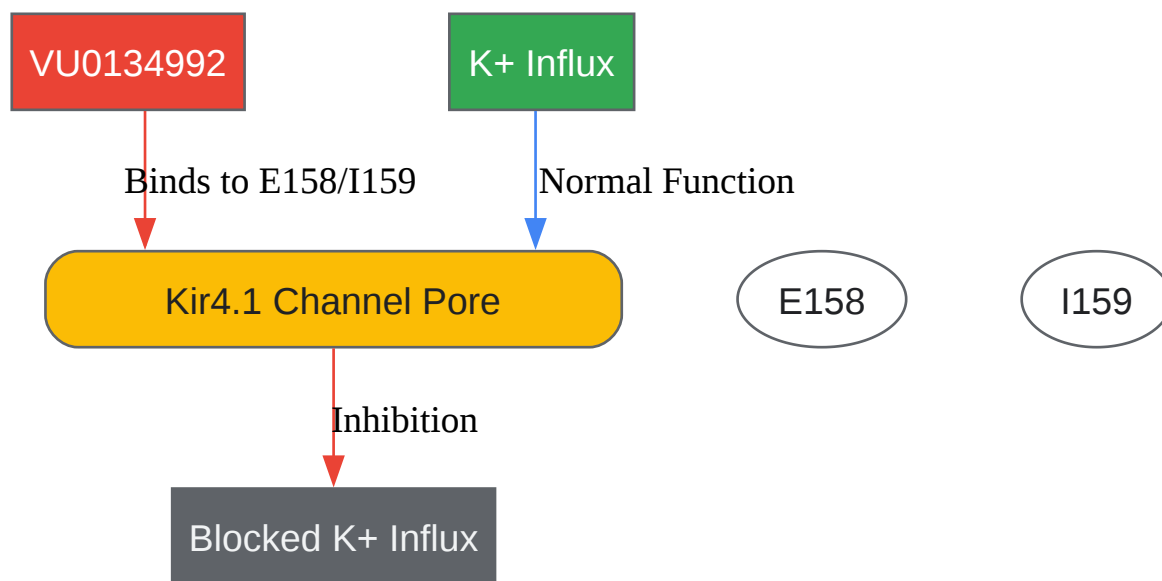 VU0134992
K+ Influx
Binds to E158/I159
Normal Function
Kir4.1 Channel Pore
E158
I159
Inhibition
Blocked K+ Influx